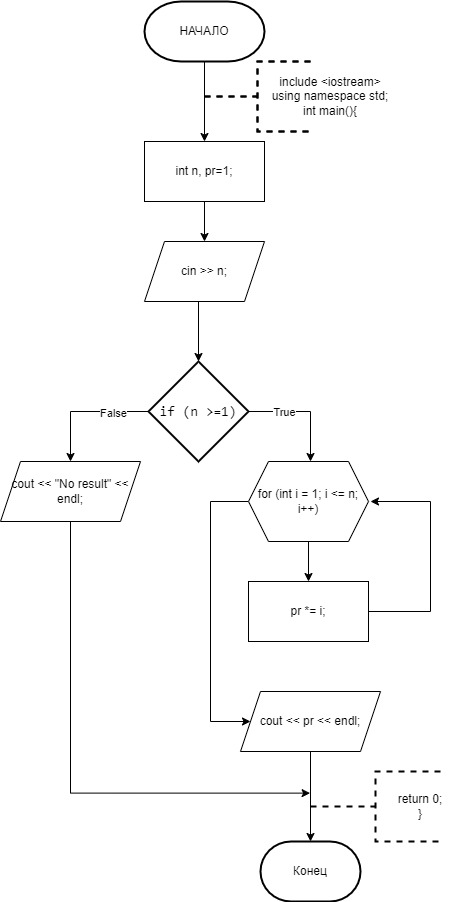 НАЧАЛО
include <iostream>
using namespace std;
int main(){
int n, pr=1;
cin >> n;
if (n >=1)
False
True
cout << "No result" <<
endl;
for (int i = 1; i <= n;
i++)
pr *= i;
cout << pr << endl;
return 0;
}
Конец